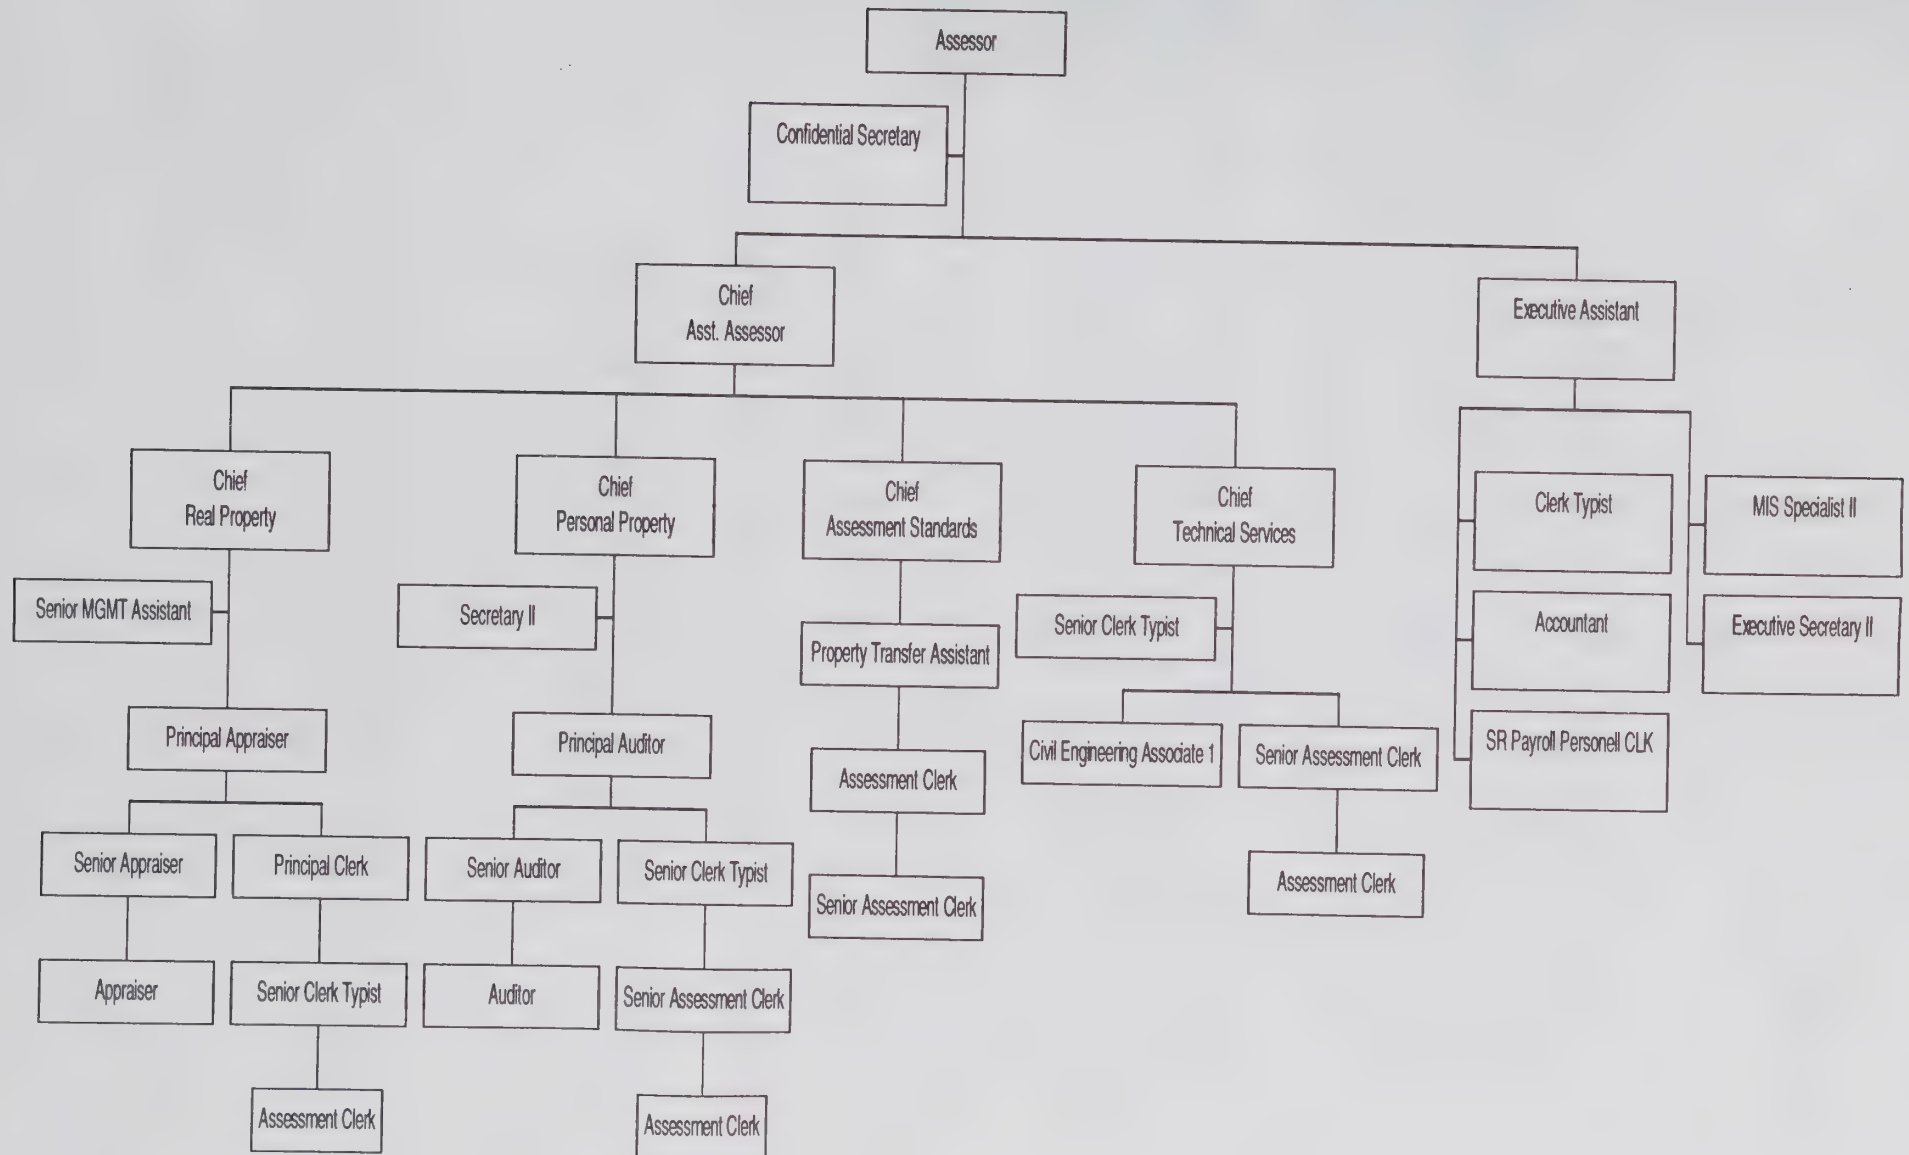 Assessor
Confidential Secretary
Chief
Asst. Assessor
Executive Assistant
Chief
Real Property
Chief
Personal Property
Chief
Assessment Standards
Chief
Technical Services
Clerk Typist
MIS Specialist II
Senior MGMT Assistant
Secretary II
Property Transfer Assistant
Senior Clerk Typist
Accountant
Executive Secretary II
Principal Appraiser
Principal Auditor
Assessment Clerk
Civil Engineering Associate 1
Senior Assessment Clerk
SR Payroll Personell CLK
Senior Appraiser
Principal Clerk
Senior Auditor
Senior Clerk Typist
Senior Assessment Clerk
Assessment Clerk
Appraiser
Senior Clerk Typist
Auditor
Senior Assessment Clerk
Assessment Clerk
Assessment Clerk